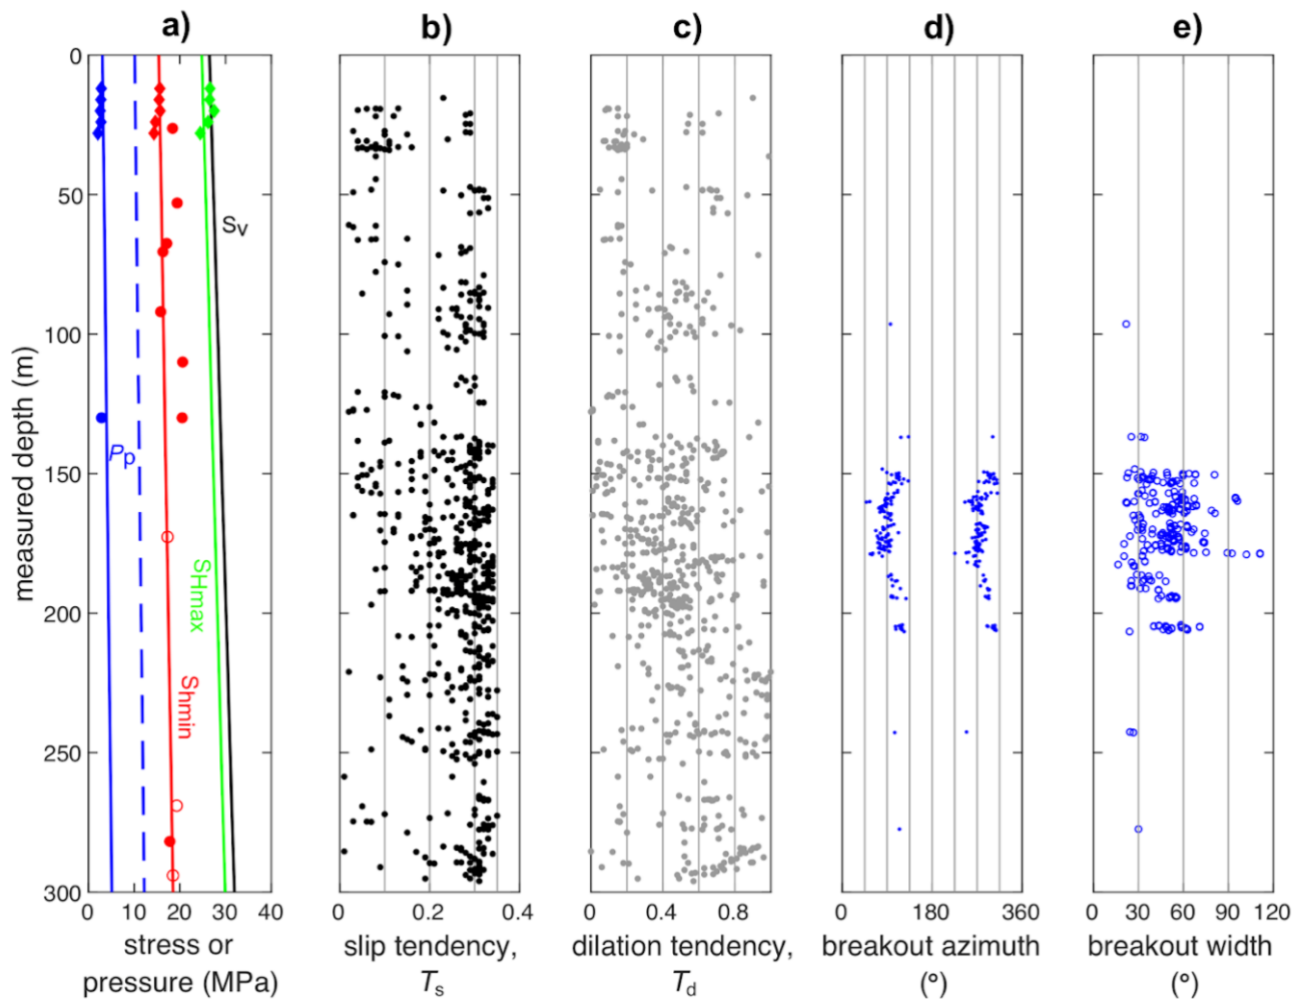 a) b) c) d) e)
0
50
100
150
200
250
300
measured depth (m)
Sv
Pp
SHmax
Shmin
0 10 20 30 40 0 0.2 0.4 0 0.4 0.8 0 180 360 0 30 60 90 120
stress or slip tendency, dilation tendency, breakout azimuth breakout width
pressure (MPa) Ts Td (°) (°)